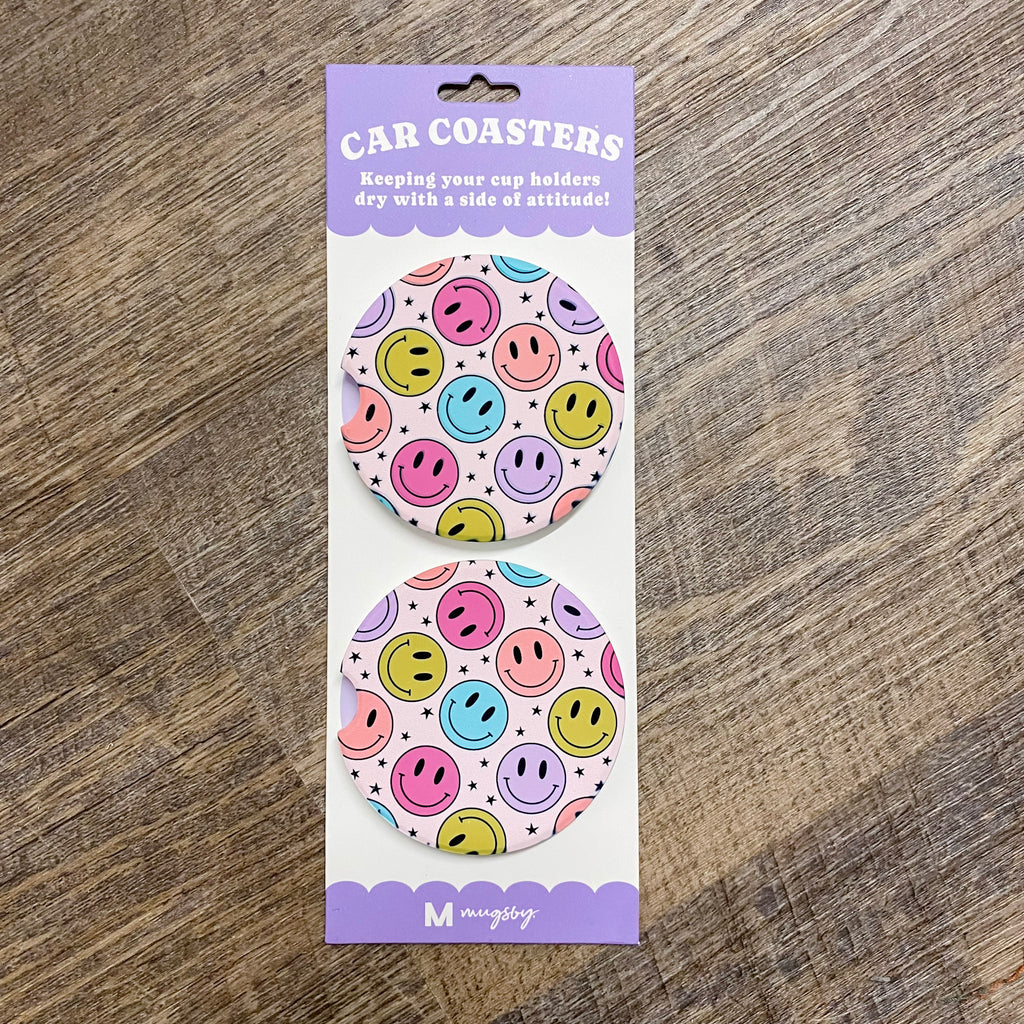 CAR COASTERS
Keeping your cup holders
dry with a side of attitude!
M mugsby.